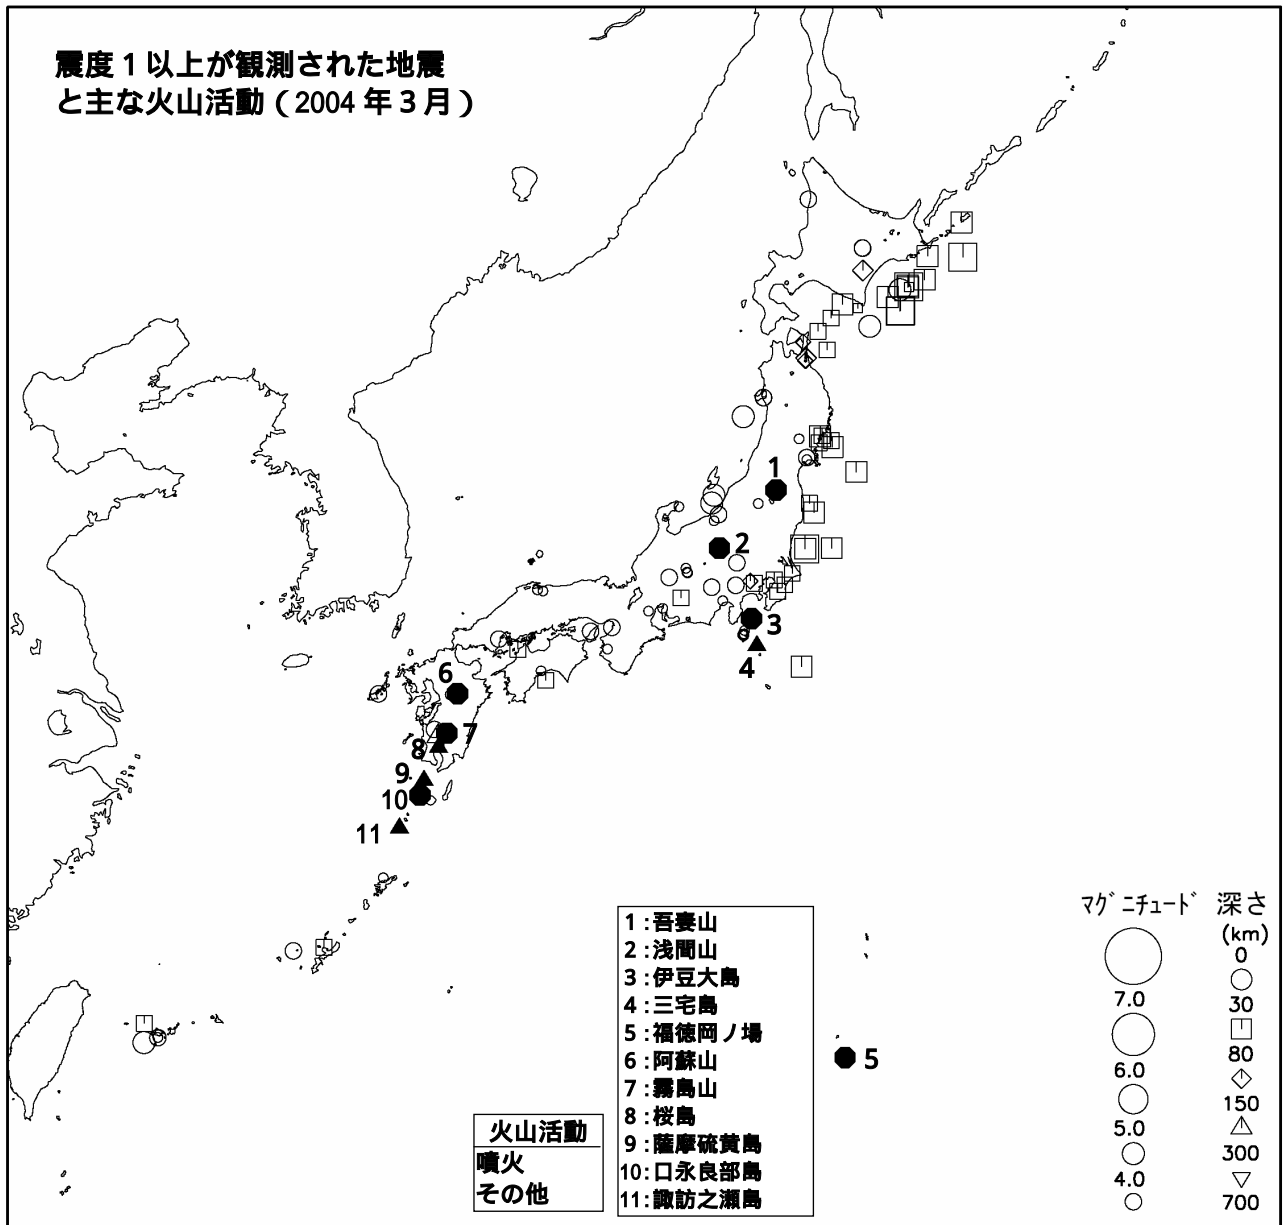 震度1以上が観測された地震
と主な火山活動(2004年3月)
1
2
3
4
6
7
8
9
10
11
5
1:吾妻山
2:浅間山
3:伊豆大島
4:三宅島
5:福徳岡ノ場
6:阿蘇山
7:霧島山
8:桜島
9:薩摩硫黄島
10:口永良部島
11:諏訪之瀬島
火山活動
噴火
その他
マグニチュード
7.0
6.0
5.0
4.0
深さ
(km)
0
30
80
150
300
700